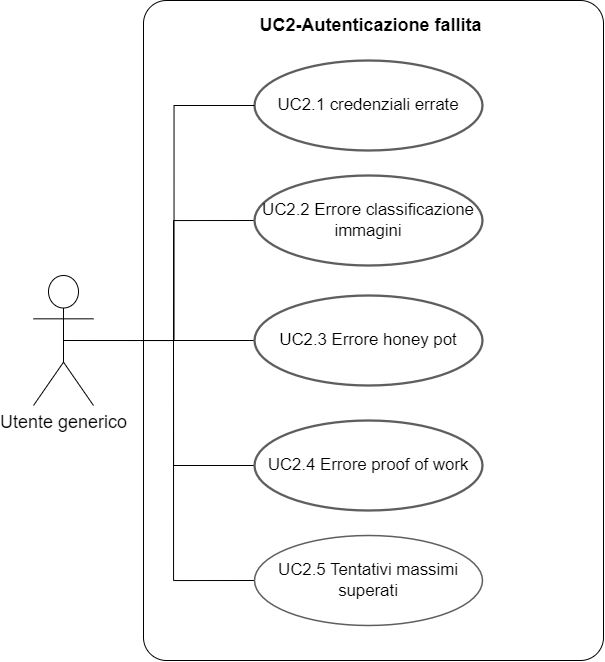 UC2-Autenticazione fallita
UC2.1 credenziali errate
UC2.2 Errore classificazione
immagini
UC2.3 Errore honey pot
Utente generico
UC2.4 Errore proof of work
UC2.5 Tentativi massimi
superati